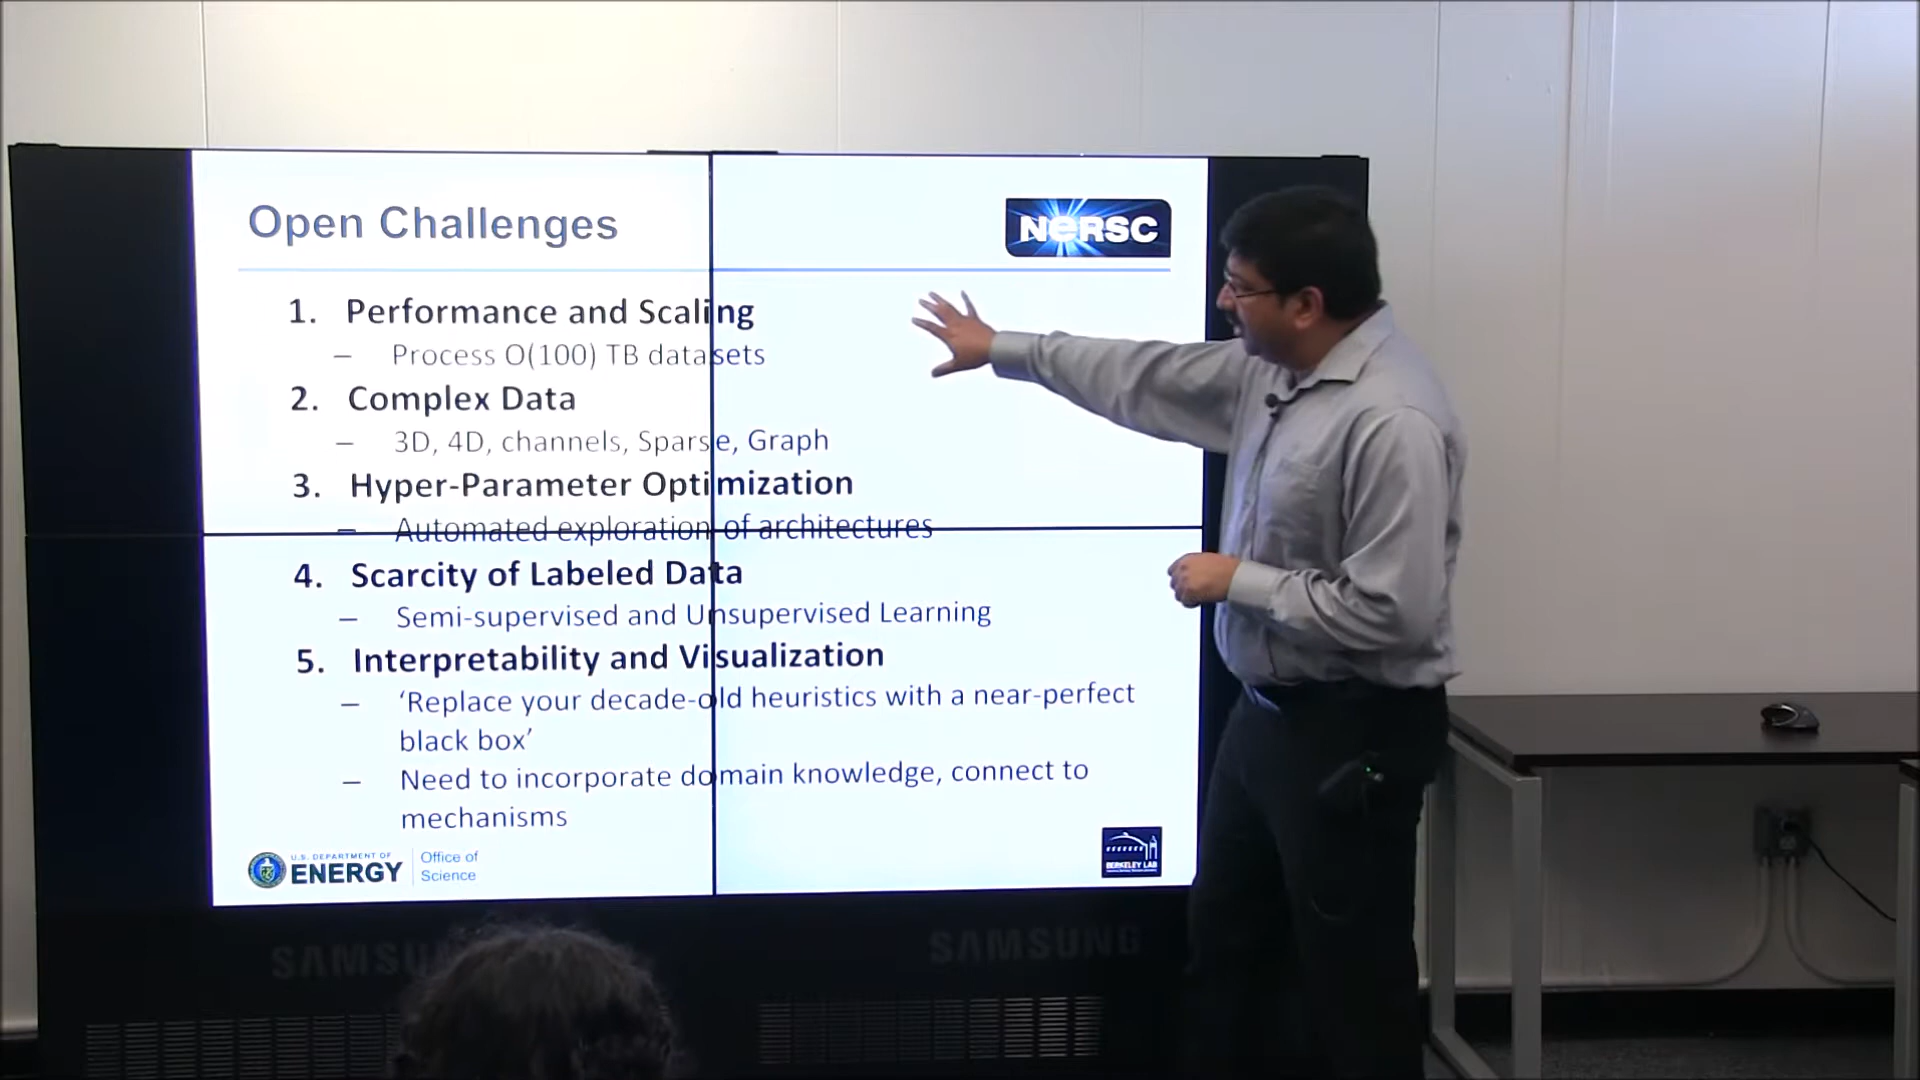 Open Challenges
NERSC
1. Performance and Scaling
– Process O(100) TB datasets
2. Complex Data
– 3D, 4D, channels, Sparse, Graph
3. Hyper-Parameter Optimization
– Automated exploration of architectures
4. Scarcity of Labeled Data
– Semi-supervised and Unsupervised Learning
5. Interpretability and Visualization
– ‘Replace your decade-old heuristics with a near-perfect
black box’
– Need to incorporate domain knowledge, connect to
mechanisms
U.S. DEPARTMENT OF
ENERGY
Office of
Science
BERKELEY LAB
SAMSUNG